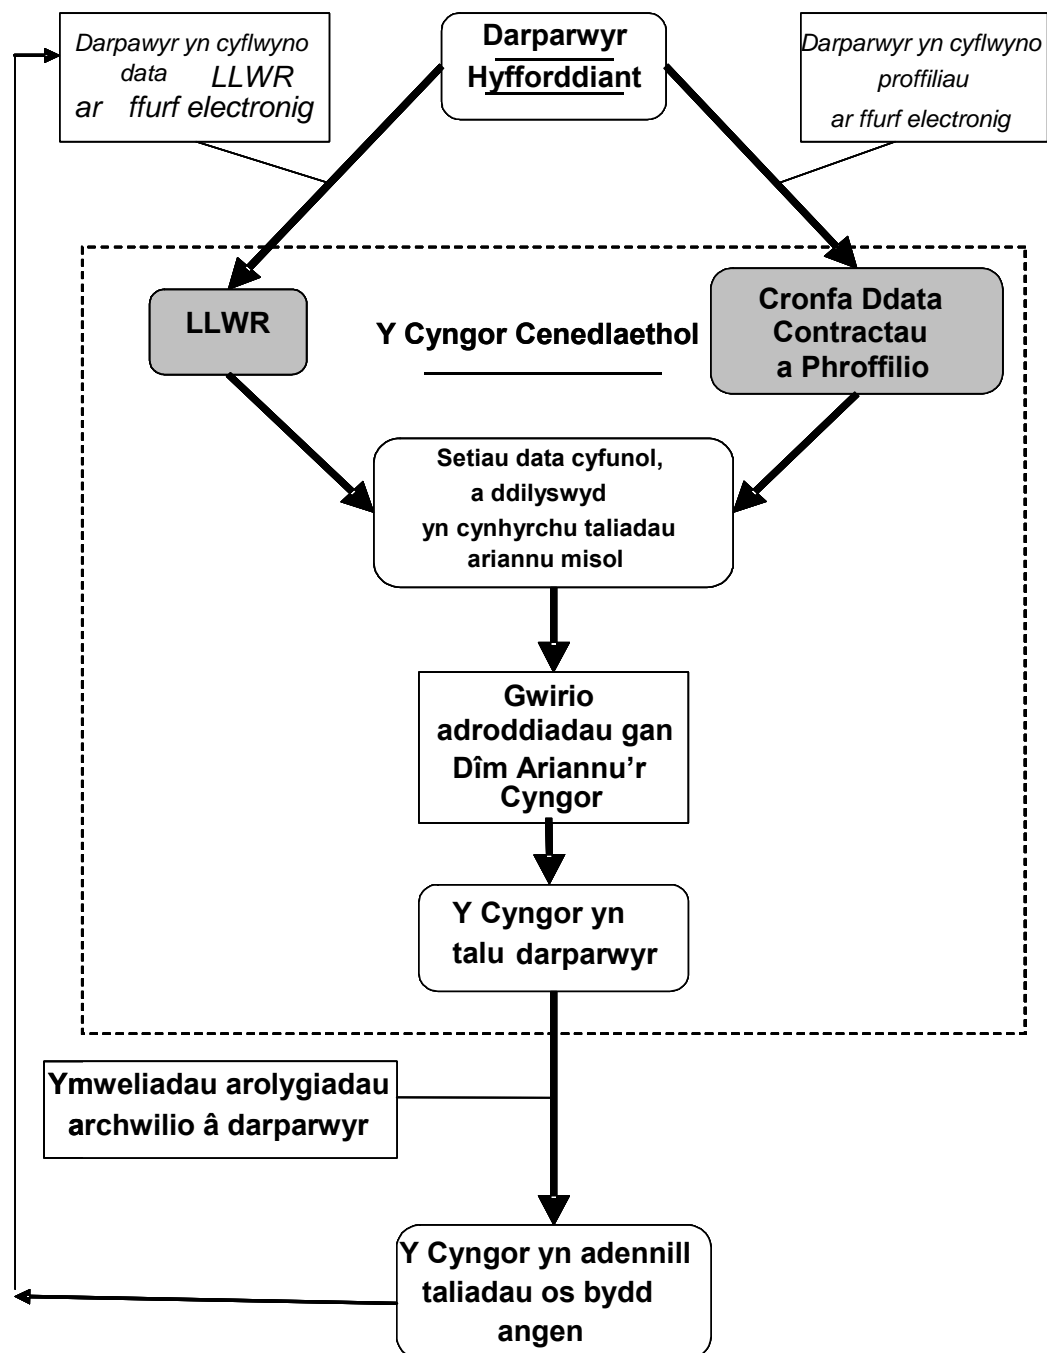 Darpawyr yn cyflwyno
data LLWR
ar ffurf electronig
Darparwyr
Hyfforddiant
Darparwyr yn cyflwyno
proffiliau
ar ffurf electronig
LLWR
Y Cyngor Cenedlaethol
Cronfa Ddata
Contractau
a Phroffilio
Setiau data cyfunol,
a ddilyswyd
yn cynhyrchu taliadau
ariannu misol
Gwirio
adroddiadau gan
Dîm Ariannu’r
Cyngor
Y Cyngor yn
talu darparwyr
Ymweliadau arolygiadau
archwilio â darparwyr
Y Cyngor yn adennill
taliadau os bydd
angen